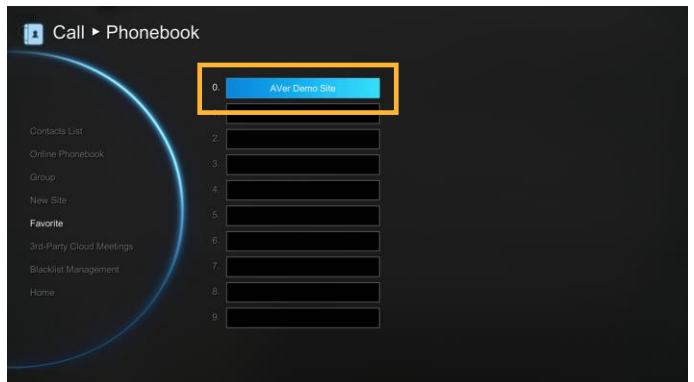 Call ▸ Phonebook
Contacts List
Online Phonebook
Group
New Site
Favorite
3rd-Party Cloud Meetings
Blacklist Management
Home
0. AVer Demo Site
2.
3.
4.
5.
6.
7.
8.
9.